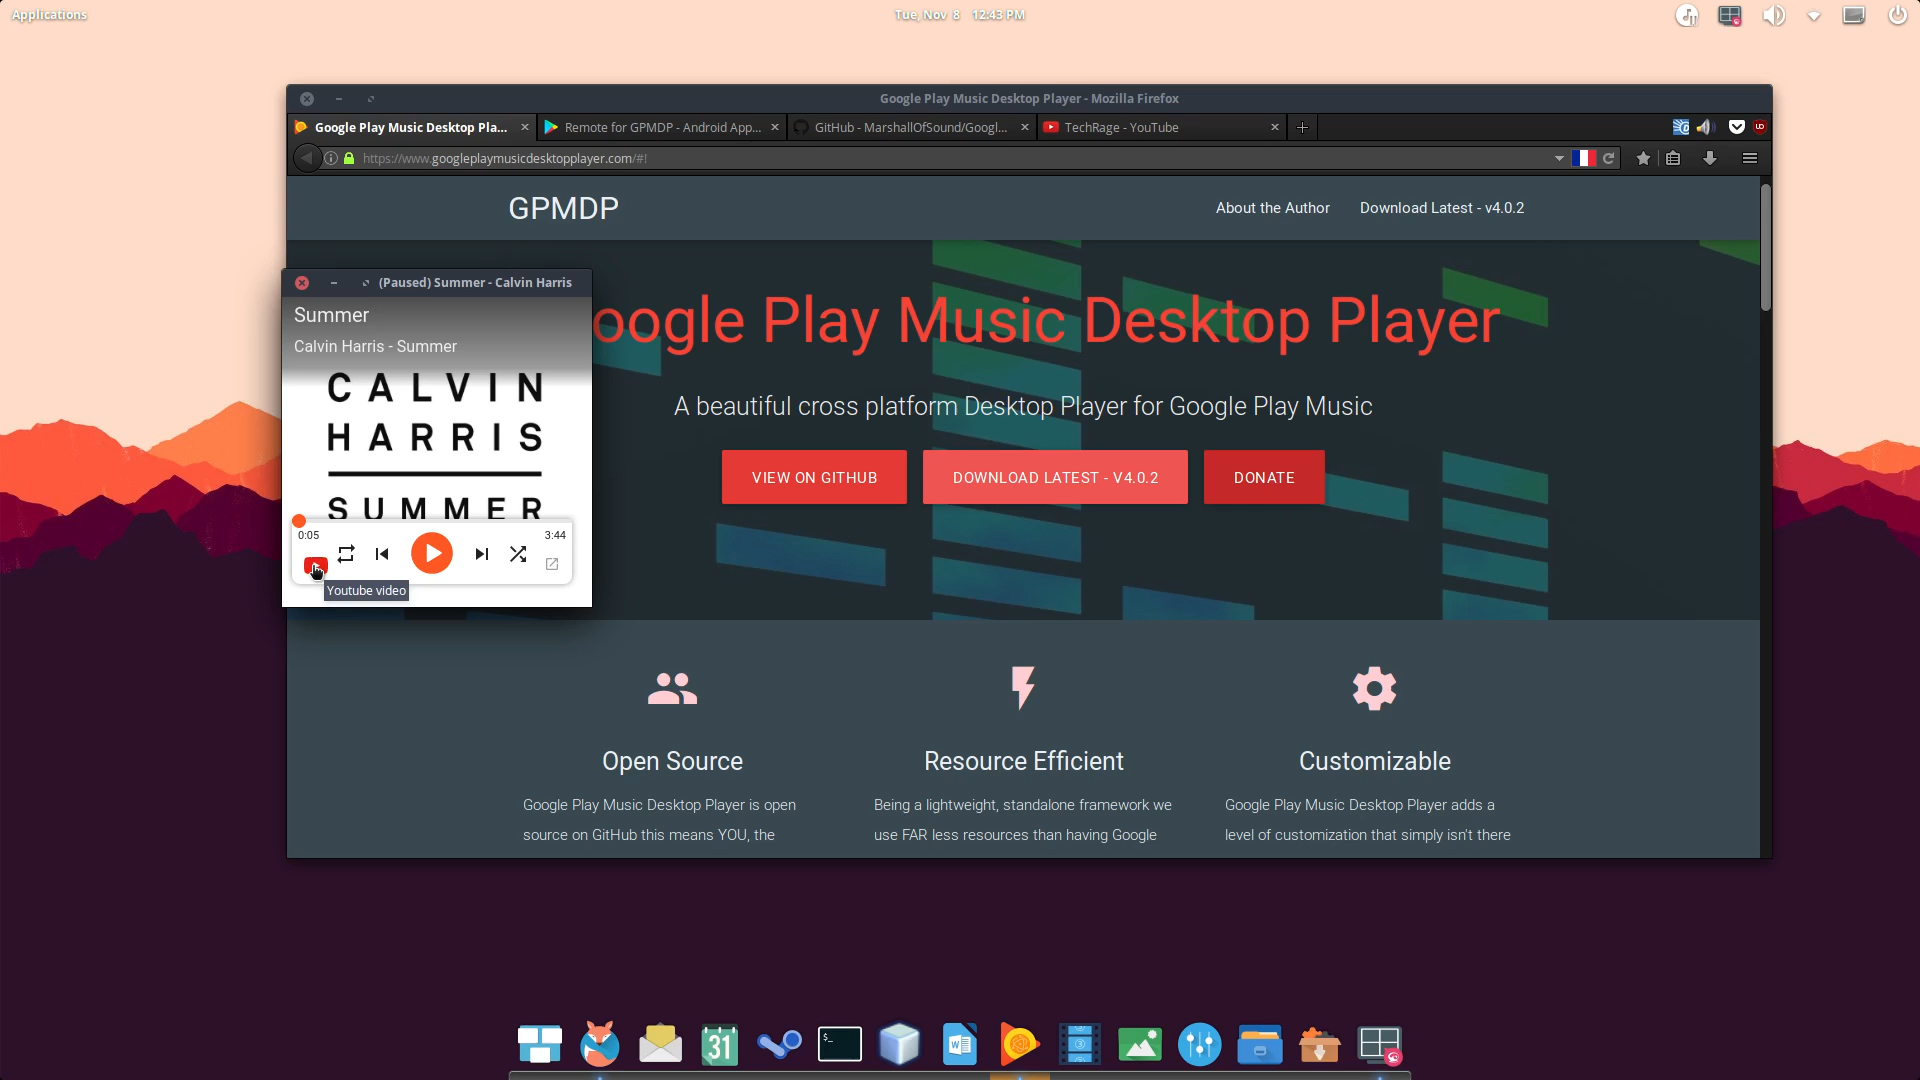 Applications
Tue, Nov 8 12:43 PM
Google Play Music Desktop Player - Mozilla Firefox
Google Play Music Desktop Pla...
Remote for GPMDP - Android App...
GitHub - MarshallOfSound/Googl...
TechRage - YouTube
https://www.googleplaymusicdesktopplayer.com/#!
GPMDP
About the Author
Download Latest - v4.0.2
(Paused) Summer - Calvin Harris
Summer
Calvin Harris - Summer
CALVIN
HARRIS
SUMMER
0:05
3:44
Youtube video
oogle Play Music Desktop Player
A beautiful cross platform Desktop Player for Google Play Music
VIEW ON GITHUB
DOWNLOAD LATEST - V4.0.2
DONATE
Open Source
Google Play Music Desktop Player is open
source on GitHub this means YOU, the
Resource Efficient
Being a lightweight, standalone framework we
use FAR less resources than having Google
Customizable
Google Play Music Desktop Player adds a
level of customization that simply isn't there
31
$_
W